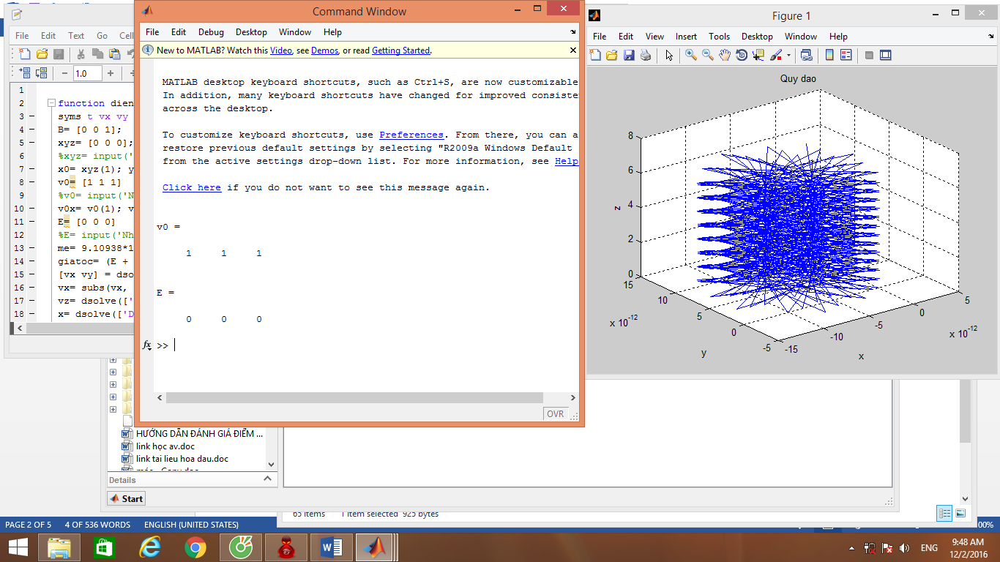 File Edit Text Go Cell
1.0
1
2 function dien
3 syms t vx vy
4 B= [0 0 1];
5 xyz= [0 0 0];
6 %xyz= input('
7 x0= xyz(1); y
8 v0= [1 1 1]
9 %v0= input('N
10 v0x= v0(1); v
11 E= [0 0 0]
12 %E= input('Nh
13 me= 9.10938*1
14 giatoc= (E +
15 [vx vy] = dso
16 vx= subs(vx,
17 vz= dsolve(['
18 x= dsolve(['D
Command Window
File Edit Debug Desktop Window Help
New to MATLAB? Watch this Video, see Demos, or read Getting Started.
MATLAB desktop keyboard shortcuts, such as Ctrl+S, are now customizable
In addition, many keyboard shortcuts have changed for improved consiste
across the desktop.
To customize keyboard shortcuts, use Preferences. From there, you can a
restore previous default settings by selecting "R2009a Windows Default
from the active settings drop-down list. For more information, see Help
Click here if you do not want to see this message again.
v0 =
1 1 1
E =
0 0 0
fx >>
OVR
Figure 1
File Edit View Insert Tools Desktop Window Help
Quy dao
8
6
4
2
0
z
15
10
5
0
-5
x 10-12
y
-15
-10
-5
0
5
x 10-12
x
HƯỚNG DẪN ĐÁNH GIÁ ĐIỂM ...
link học av.doc
link tai lieu hoa dau.doc
Details
Start
65 items 1 item selected 925 bytes
PAGE 2 OF 5 4 OF 536 WORDS ENGLISH (UNITED STATES)
00%
ENG
9:48 AM
12/2/2016